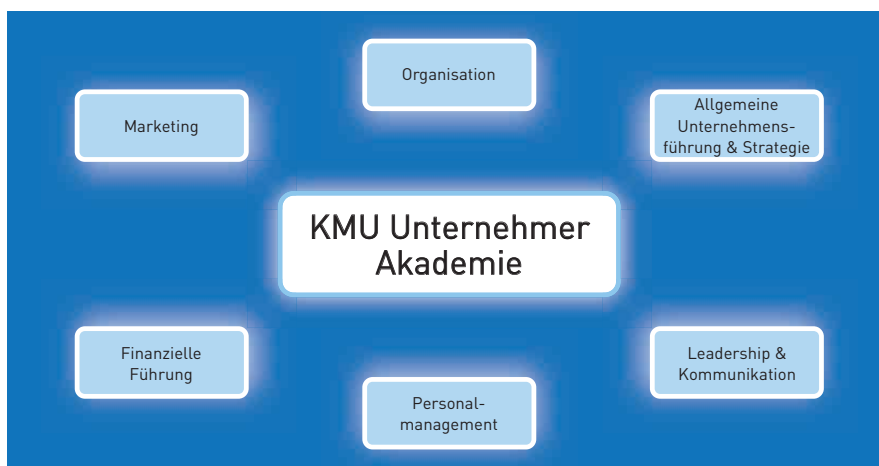 Organisation
Marketing
Allgemeine
Unternehmens-
führung & Strategie
KMU Unternehmer
Akademie
Finanzielle
Führung
Leadership &
Kommunikation
Personal-
management